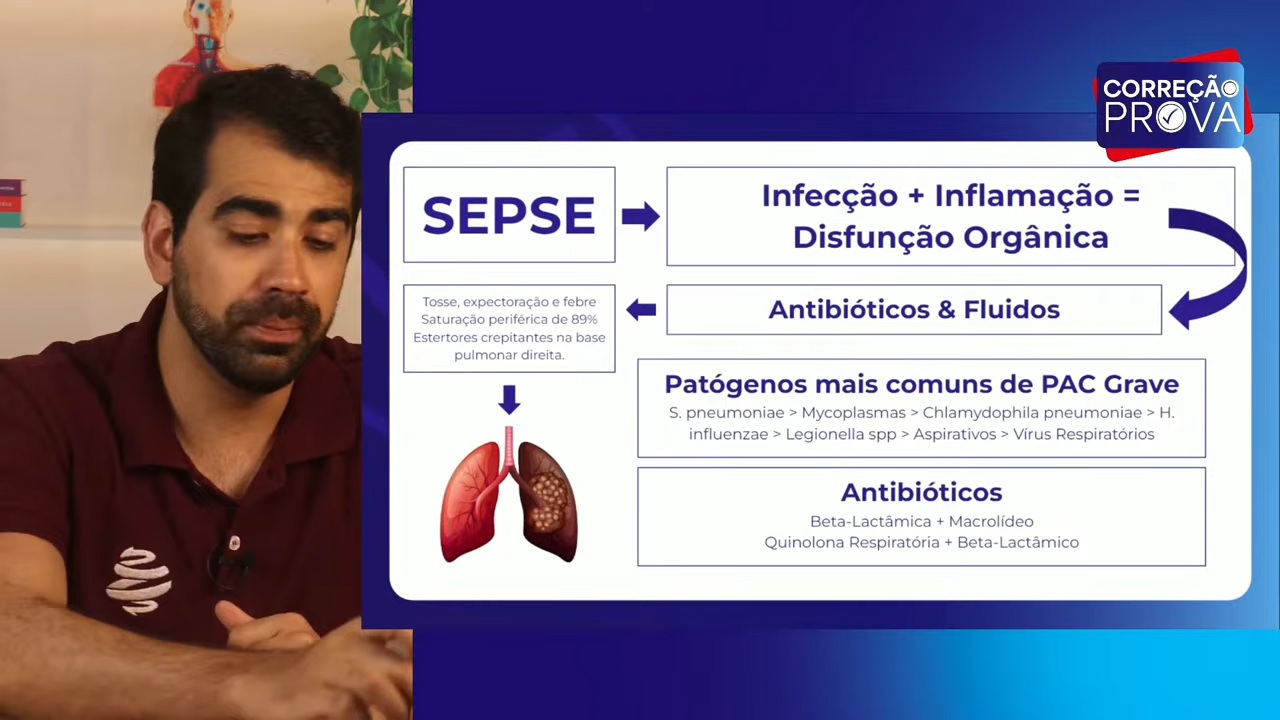 CORREÇÃO
PROVA
SEPSE
Infecção + Inflamação =
Disfunção Orgânica
Antibióticos & Fluidos
Tosse, expectoração e febre
Saturação periférica de 89%
Estertores crepitantes na base
pulmonar direita.
Patógenos mais comuns de PAC Grave
S. pneumoniae > Mycoplasmas > Chlamydophila pneumoniae > H.
influenzae > Legionella spp > Aspirativos > Vírus Respiratórios
Antibióticos
Beta-Lactâmica + Macrolídeo
Quinolona Respiratória + Beta-Lactâmico